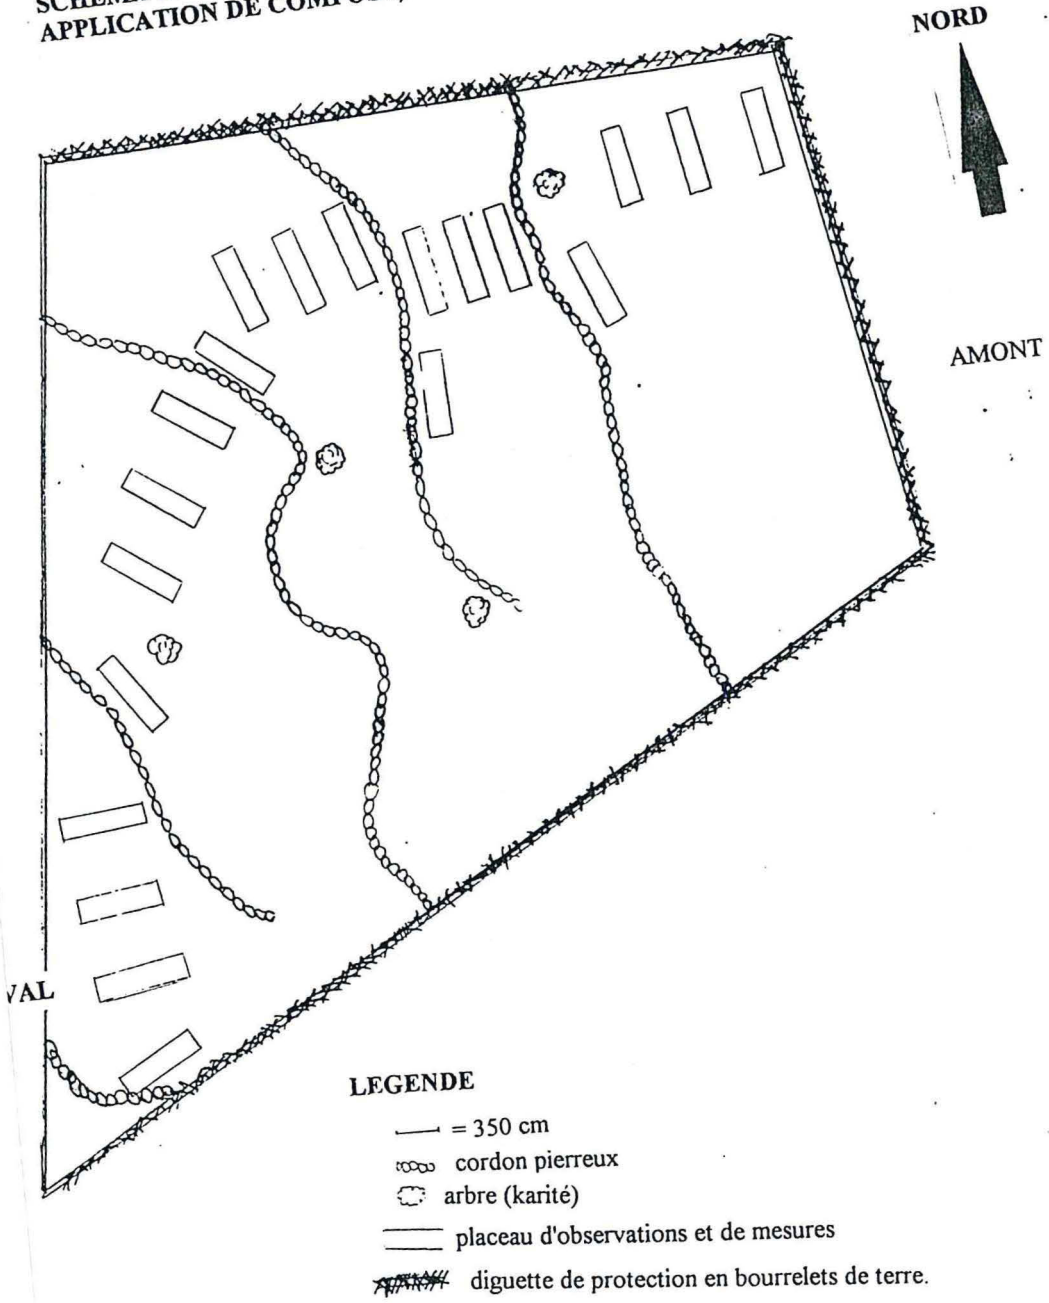 APPLICATION DE
NORD
AMONT
VAL
LEGENDE
= 350 cm
cordon pierreux
arbre (karité)
placeau d'observations et de mesures
diguette de protection en bourrelets de terre.